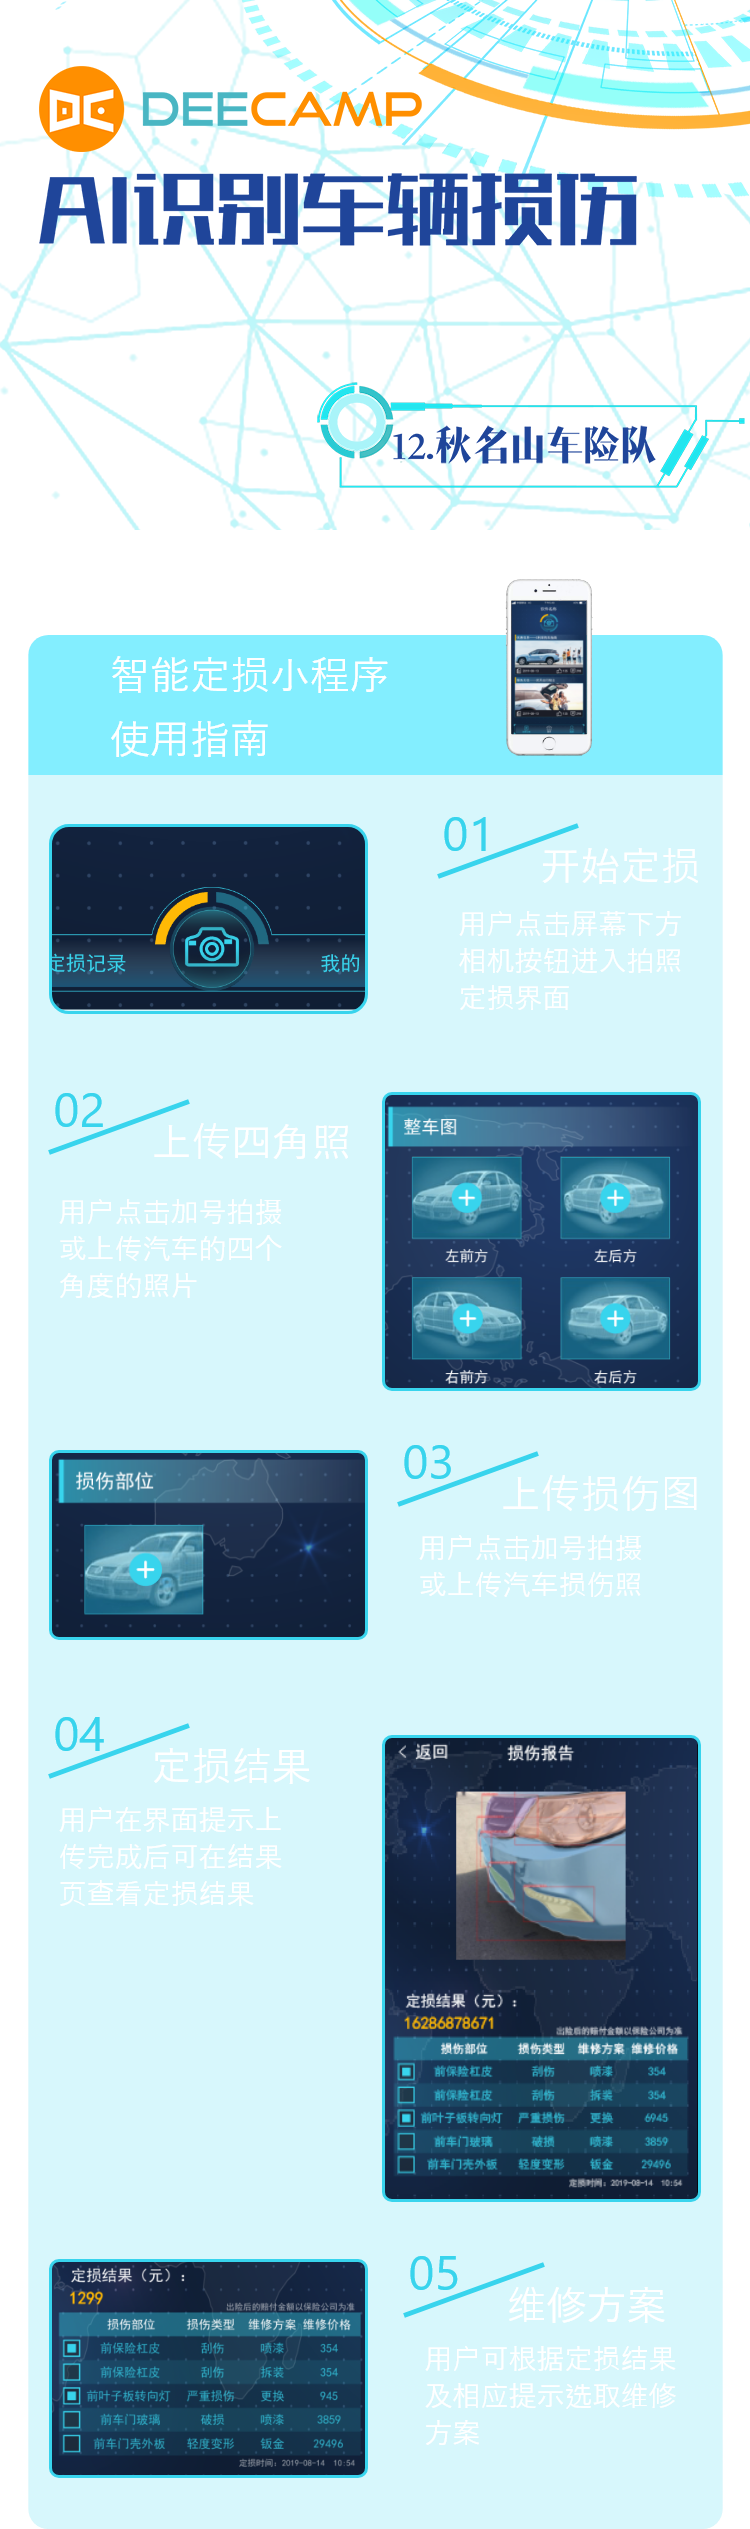 DEECAMP
AI识别车辆损伤
12.秋名山车险队
智能定损小程序
使用指南
01
开始定损
用户点击屏幕下方
相机按钮进入拍照
定损界面
定损记录
我的
02
上传四角照
用户点击加号拍摄
或上传汽车的四个
角度的照片
整车图
左前方
左后方
右前方
右后方
损伤部位
03
上传损伤图
用户点击加号拍摄
或上传汽车损伤照
04
定损结果
用户在界面提示上
传完成后可在结果
页查看定损结果
返回 损伤报告
定损结果（元）：
16286878671
出险后的赔付金额以保险公司为准
损伤部位 损伤类型 维修方案 维修价格
前保险杠皮 刮伤 喷漆 354
前保险杠皮 刮伤 拆装 354
前叶子板转向灯 严重损伤 更换 6945
前车门玻璃 破损 喷漆 3859
前车门壳外板 轻度变形 钣金 29496
定损时间：2019-08-14 10:54
定损结果（元）：
1299
出险后的赔付金额以保险公司为准
损伤部位 损伤类型 维修方案 维修价格
前保险杠皮 刮伤 喷漆 354
前保险杠皮 刮伤 拆装 354
前叶子板转向灯 严重损伤 更换 945
前车门玻璃 破损 喷漆 3859
前车门壳外板 轻度变形 钣金 29496
定损时间：2019-08-14 10:54
05
维修方案
用户可根据定损结果
及相应提示选取维修
方案